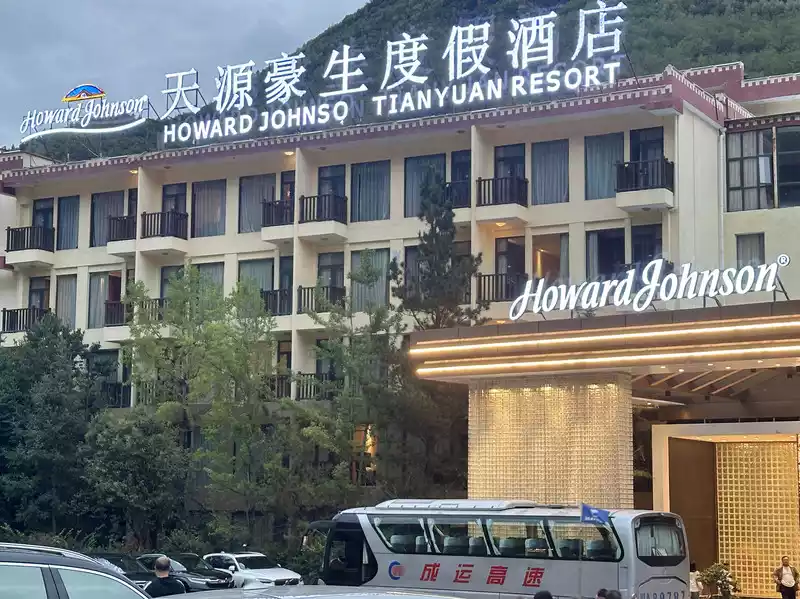 Howard Johnson 天源豪生度假酒店
HOWARD JOHNSO TIANYUAN RESORT
Howard Johnson®
成运高速